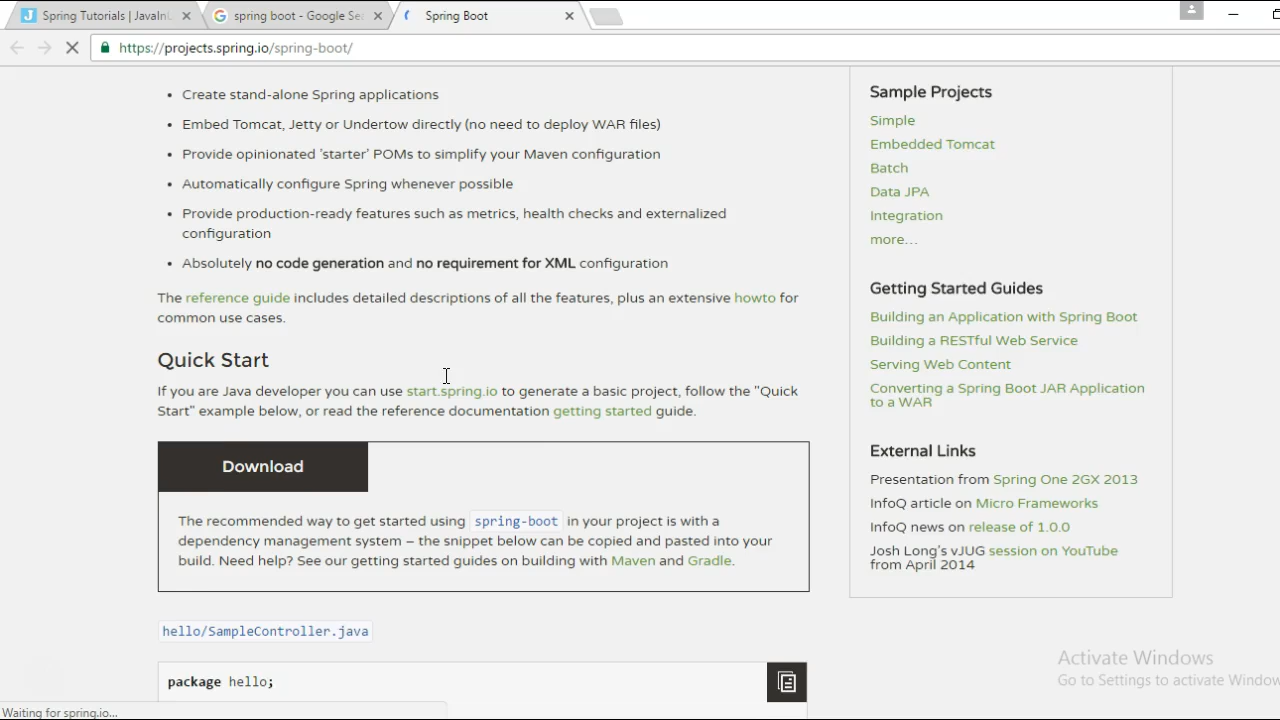 Spring Tutorials | JavaIn
spring boot - Google Se
Spring Boot
https://projects.spring.io/spring-boot/
Create stand-alone Spring applications
Embed Tomcat, Jetty or Undertow directly (no need to deploy WAR files)
Provide opinionated 'starter' POMs to simplify your Maven configuration
Automatically configure Spring whenever possible
Provide production-ready features such as metrics, health checks and externalized
configuration
Absolutely no code generation and no requirement for XML configuration
The reference guide includes detailed descriptions of all the features, plus an extensive howto for
common use cases.
Quick Start
If you are Java developer you can use start.spring.io to generate a basic project, follow the "Quick
Start" example below, or read the reference documentation getting started guide.
Download
The recommended way to get started using spring-boot in your project is with a
dependency management system – the snippet below can be copied and pasted into your
build. Need help? See our getting started guides on building with Maven and Gradle.
hello/SampleController.java
package hello;
Sample Projects
Simple
Embedded Tomcat
Batch
Data JPA
Integration
more...
Getting Started Guides
Building an Application with Spring Boot
Building a RESTful Web Service
Serving Web Content
Converting a Spring Boot JAR Application
to a WAR
External Links
Presentation from Spring One 2GX 2013
InfoQ article on Micro Frameworks
InfoQ news on release of 1.0.0
Josh Long's vJUG session on YouTube
from April 2014
Activate Windows
Go to Settings to activate Window
Waiting for spring.io...